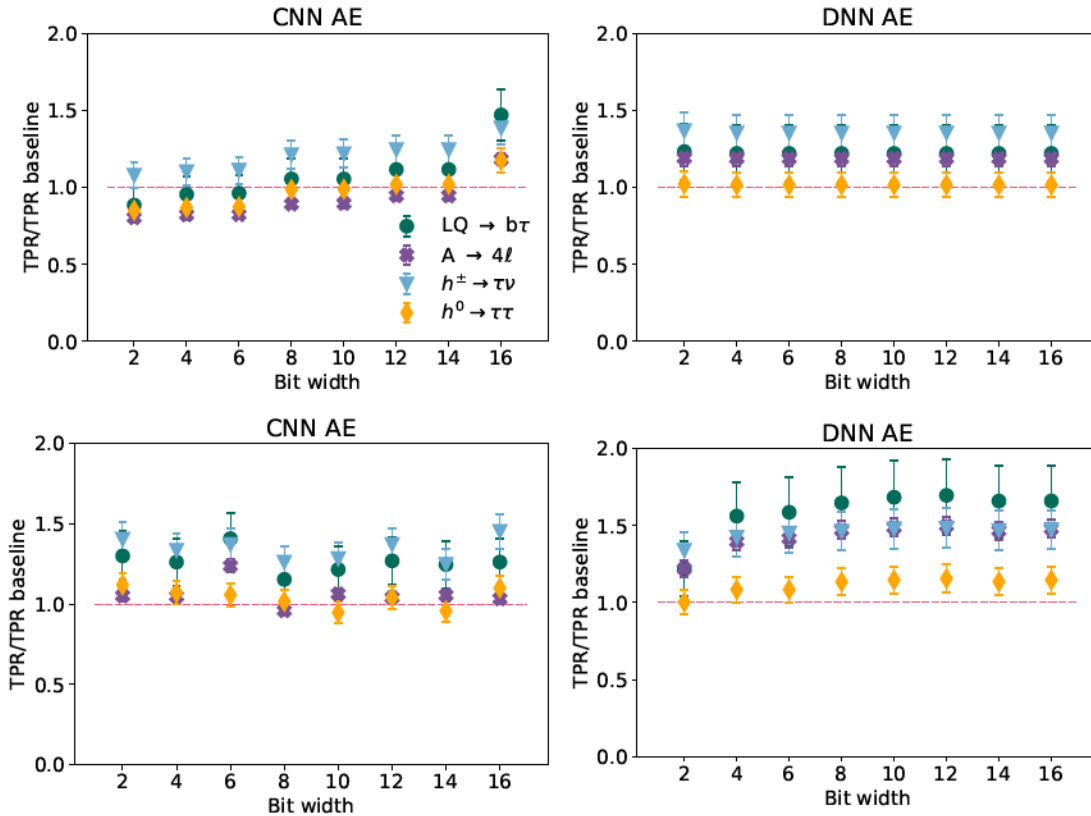 CNN AE
TPR/TPR baseline
2.0
1.5
1.0
0.5
0.0
LQ → bτ
A → 4ℓ
h± → τν
h0 → ττ
2 4 6 8 10 12 14 16
Bit width
DNN AE
TPR/TPR baseline
2.0
1.5
1.0
0.5
0.0
2 4 6 8 10 12 14 16
Bit width
CNN AE
TPR/TPR baseline
2.0
1.5
1.0
0.5
0.0
2 4 6 8 10 12 14 16
Bit width
DNN AE
TPR/TPR baseline
2.0
1.5
1.0
0.5
0.0
2 4 6 8 10 12 14 16
Bit width